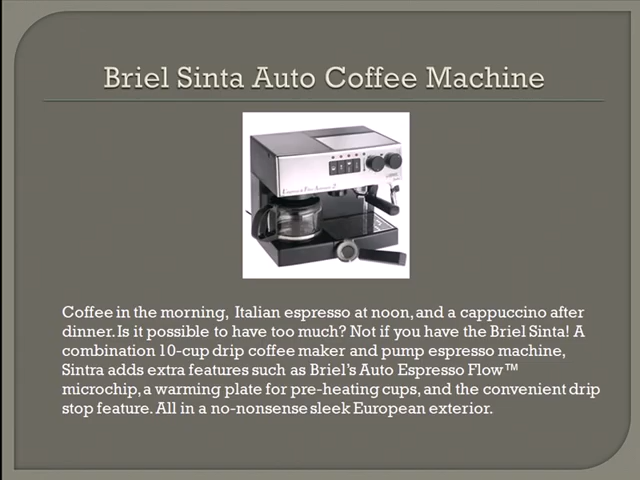 Briel Sinta Auto Coffee Machine
Coffee in the morning, Italian espresso at noon, and a cappuccino after
dinner. Is it possible to have too much? Not if you have the Briel Sinta! A
combination 10-cup drip coffee maker and pump espresso machine,
Sintra adds extra features such as Briel's Auto Espresso Flow™
microchip, a warming plate for pre-heating cups, and the convenient drip
stop feature. All in a no-nonsense sleek European exterior.